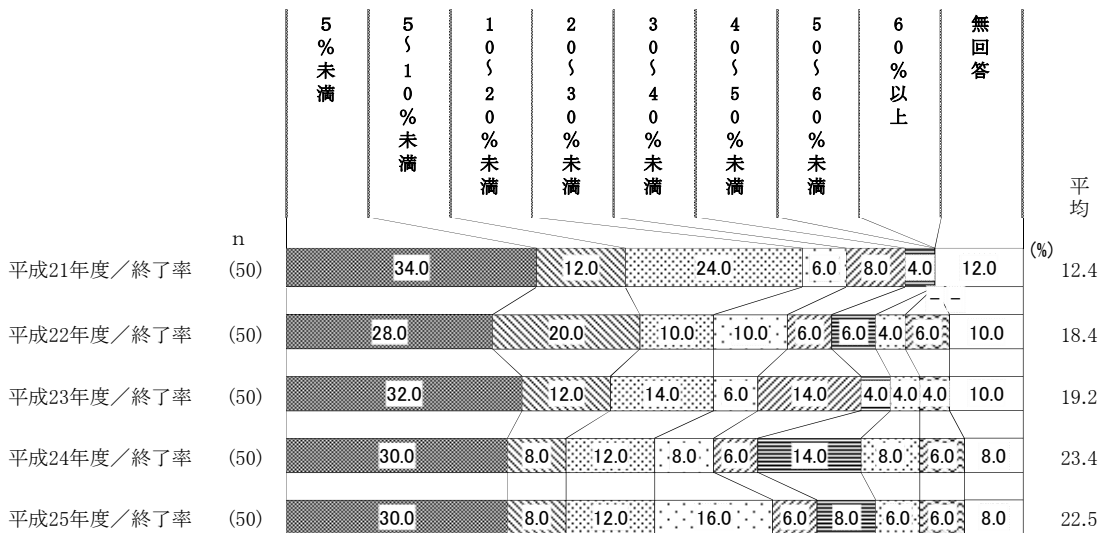 5%未満
5~10%未満
10~20%未満
20~30%未満
30~40%未満
40~50%未満
50~60%未満
60%以上
無回答
平均
n
(%)
平成21年度／終了率 (50) 34.0 12.0 24.0 6.0 8.0 4.0 12.0 12.4
– –
平成22年度／終了率 (50) 28.0 20.0 10.0 10.0 6.0 6.0 4.0 6.0 10.0 18.4
平成23年度／終了率 (50) 32.0 12.0 14.0 6.0 14.0 4.0 4.0 4.0 10.0 19.2
平成24年度／終了率 (50) 30.0 8.0 12.0 8.0 6.0 14.0 8.0 6.0 8.0 23.4
平成25年度／終了率 (50) 30.0 8.0 12.0 16.0 6.0 8.0 6.0 6.0 8.0 22.5